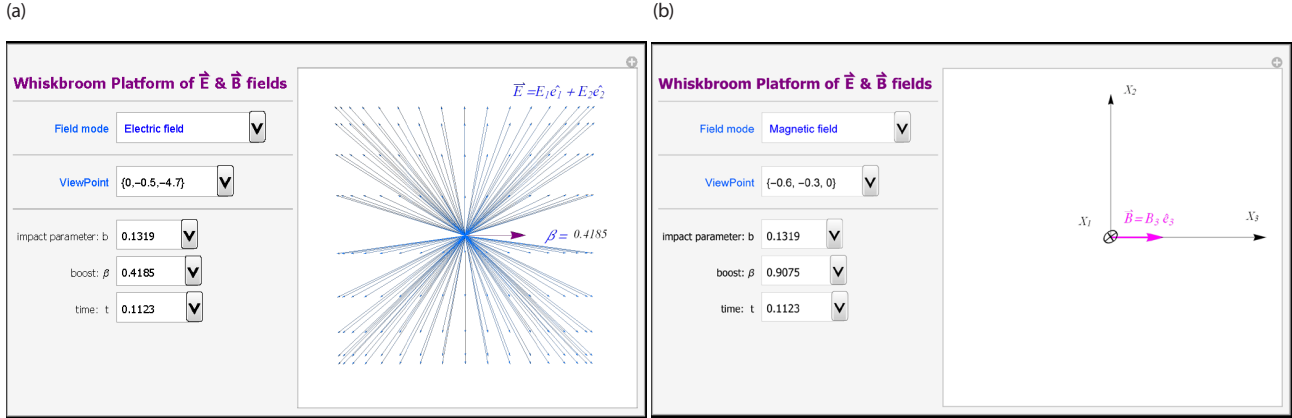 (a)
Whiskbroom Platform of E⃗ & B⃗ fields
Field mode Electric field
ViewPoint {0,−0.5,−4.7}
impact parameter: b 0.1319
boost: β 0.4185
time: t 0.1123
E⃗ =E₁ê₁ + E₂ê₂
β = 0.4185
(b)
Whiskbroom Platform of E⃗ & B⃗ fields
Field mode Magnetic field
ViewPoint {−0.6, −0.3, 0}
impact parameter: b 0.1319
boost: β 0.9075
time: t 0.1123
X₂
X₁
B⃗ = B₃ ê₃
X₃